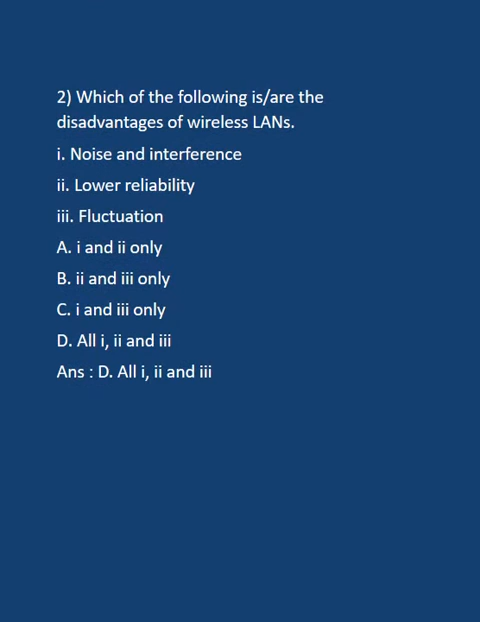 2) Which of the following is/are the
disadvantages of wireless LANs.
i. Noise and interference
ii. Lower reliability
iii. Fluctuation
A. i and ii only
B. ii and iii only
C. i and iii only
D. All i, ii and iii
Ans : D. All i, ii and iii